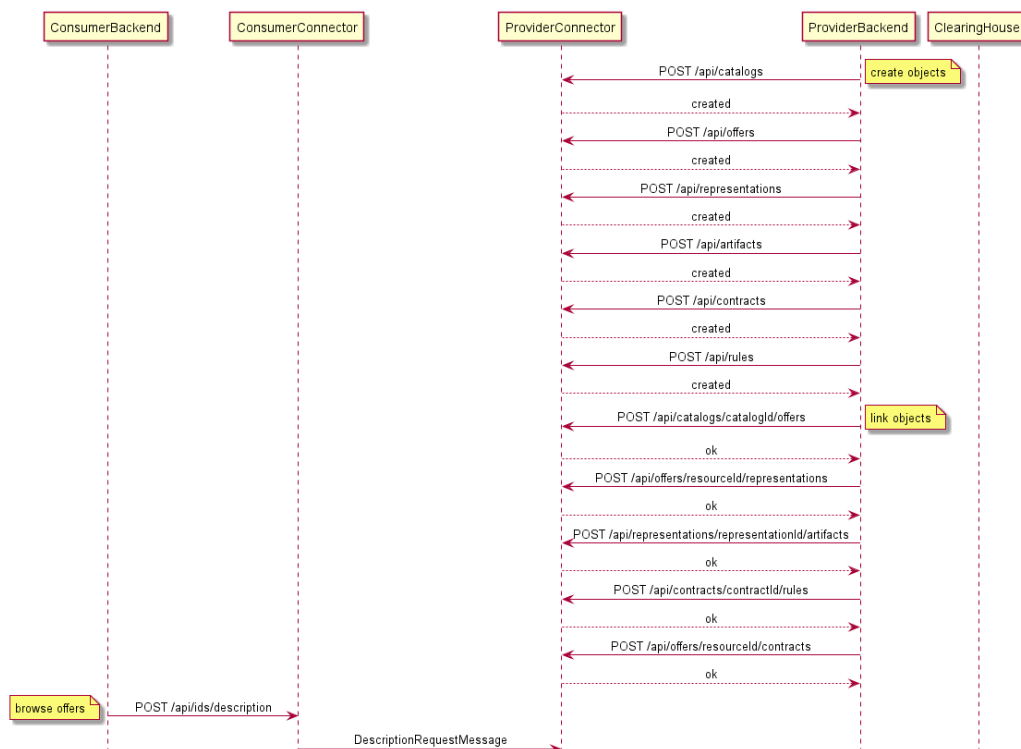 ConsumerBackend ConsumerConnector ProviderConnector ProviderBackend ClearingHouse
POST /api/catalogs create objects
created
POST /api/offers
created
POST /api/representations
created
POST /api/artifacts
created
POST /api/contracts
created
POST /api/rules
created
POST /api/catalogs/catalogId/offers link objects
ok
POST /api/offers/resourceId/representations
ok
POST /api/representations/representationId/artifacts
ok
POST /api/contracts/contractId/rules
ok
POST /api/offers/resourceId/contracts
ok
browse offers POST /api/ids/description
DescriptionRequestMessage